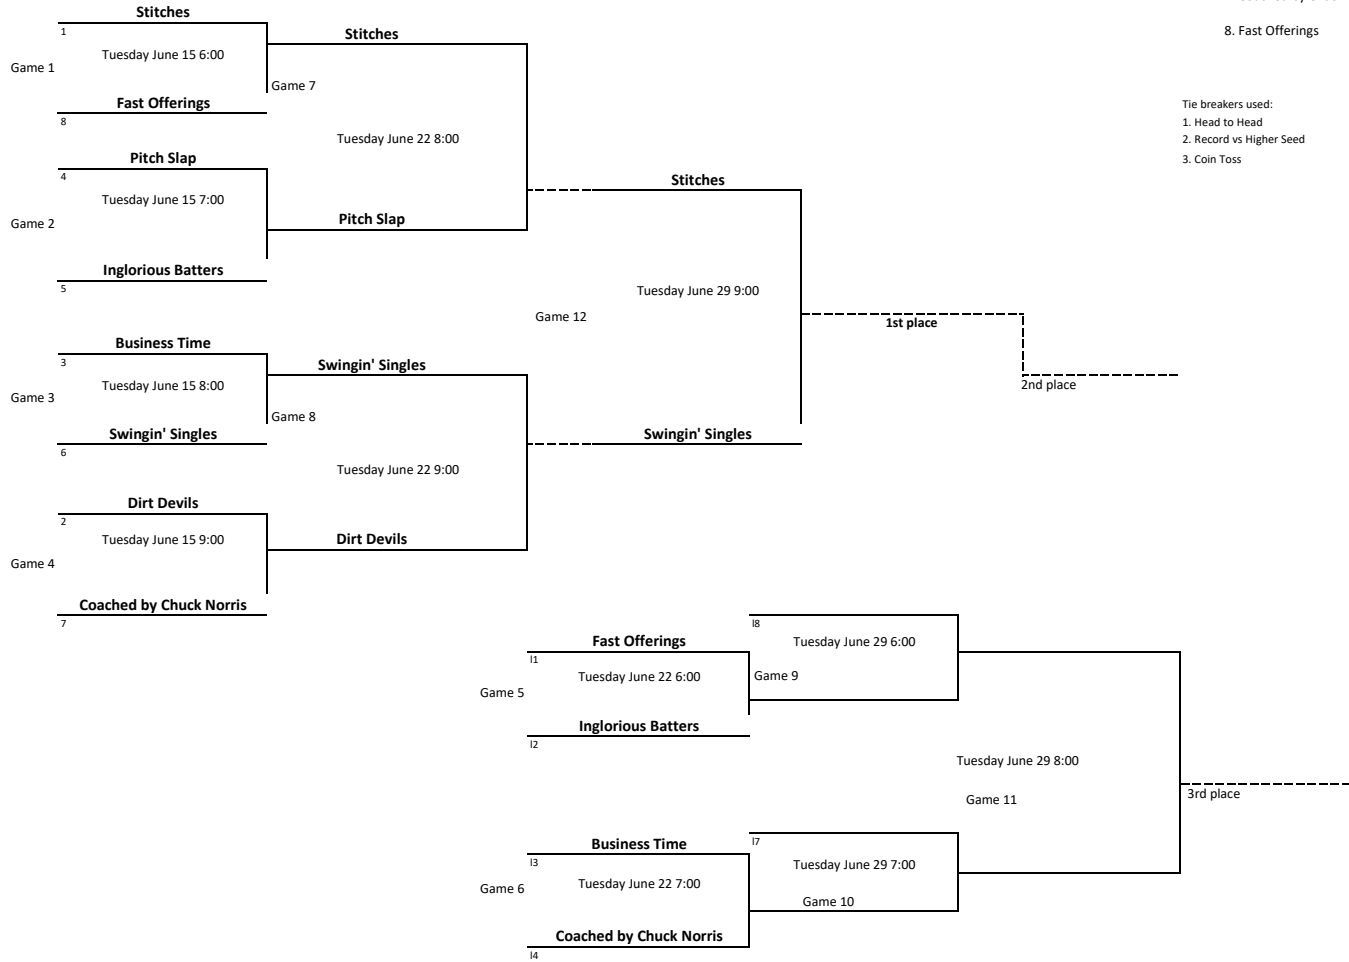 Stitches
1
Tuesday June 15 6:00
Game 1
Fast Offerings
8
Stitches
Game 7
Tuesday June 22 8:00
Pitch Slap
4
Tuesday June 15 7:00
Game 2
Pitch Slap
Inglorious Batters
5
Stitches
Tuesday June 29 9:00
Game 12
1st place
2nd place
Business Time
3
Tuesday June 15 8:00
Game 3
Swingin' Singles
Game 8
Swingin' Singles
6
Tuesday June 22 9:00
Swingin' Singles
Dirt Devils
2
Tuesday June 15 9:00
Game 4
Dirt Devils
Coached by Chuck Norris
7
8. Fast Offerings
Tie breakers used:
1. Head to Head
2. Record vs Higher Seed
3. Coin Toss
Fast Offerings
l1
Tuesday June 22 6:00
Game 5
Inglorious Batters
l2
l8
Tuesday June 29 6:00
Game 9
Tuesday June 29 8:00
Game 11
3rd place
Business Time
l3
Tuesday June 22 7:00
Game 6
Coached by Chuck Norris
l4
l7
Tuesday June 29 7:00
Game 10